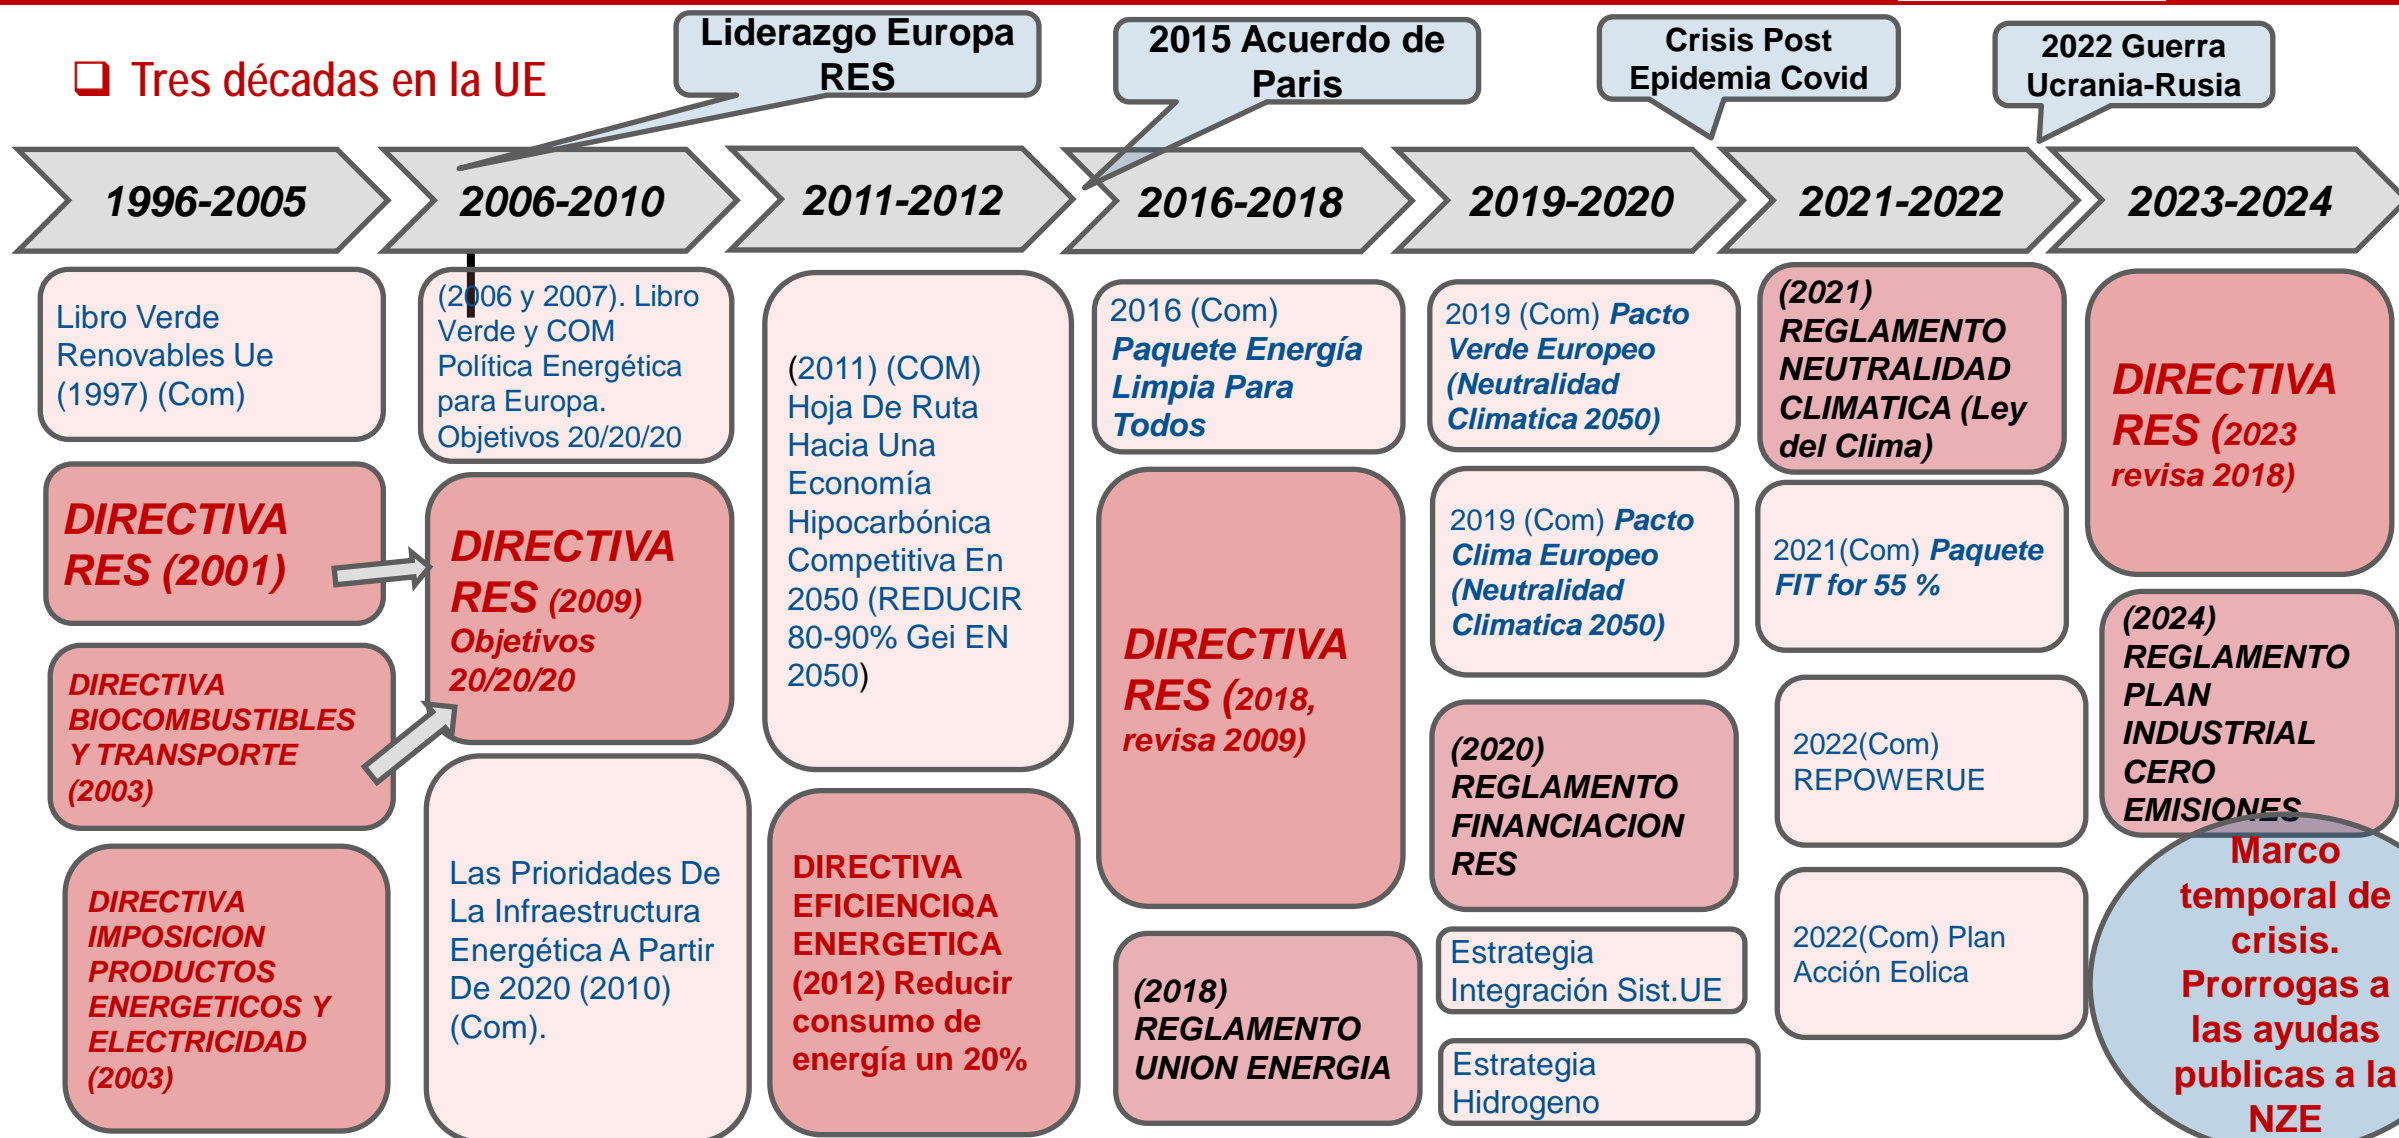 Tres décadas en la UE
Liderazgo Europa
RES
2015 Acuerdo de
Paris
Crisis Post
Epidemia Covid
2022 Guerra
Ucrania-Rusia
1996-2005
2006-2010
2011-2012
2016-2018
2019-2020
2021-2022
2023-2024
Libro Verde
Renovables Ue
(1997) (Com)
DIRECTIVA
RES (2001)
DIRECTIVA
BIOCOMBUSTIBLES
Y TRANSPORTE
(2003)
DIRECTIVA
IMPOSICION
PRODUCTOS
ENERGETICOS Y
ELECTRICIDAD
(2003)
(2006 y 2007). Libro
Verde y COM
Política Energética
para Europa.
Objetivos 20/20/20
DIRECTIVA
RES (2009)
Objetivos
20/20/20
Las Prioridades De
La Infraestructura
Energética A Partir
De 2020 (2010)
(Com).
(2011) (COM)
Hoja De Ruta
Hacia Una
Economía
Hipocarbónica
Competitiva En
2050 (REDUCIR
80-90% Gei EN
2050)
DIRECTIVA
EFICIENCIQA
ENERGETICA
(2012) Reducir
consumo de
energía un 20%
2016 (Com)
Paquete Energía
Limpia Para
Todos
DIRECTIVA
RES (2018,
revisa 2009)
(2018)
REGLAMENTO
UNION ENERGIA
2019 (Com) Pacto
Verde Europeo
(Neutralidad
Climatica 2050)
2019 (Com) Pacto
Clima Europeo
(Neutralidad
Climatica 2050)
(2020)
REGLAMENTO
FINANCIACION
RES
Estrategia
Integración Sist.UE
Estrategia
Hidrogeno
(2021)
REGLAMENTO
NEUTRALIDAD
CLIMATICA (Ley
del Clima)
2021(Com) Paquete
FIT for 55 %
2022(Com)
REPOWERUE
2022(Com) Plan
Acción Eolica
DIRECTIVA
RES (2023
revisa 2018)
(2024)
REGLAMENTO
PLAN
INDUSTRIAL
CERO
EMISIONES
Marco
temporal de
crisis.
Prorrogas a
las ayudas
publicas a la
NZE